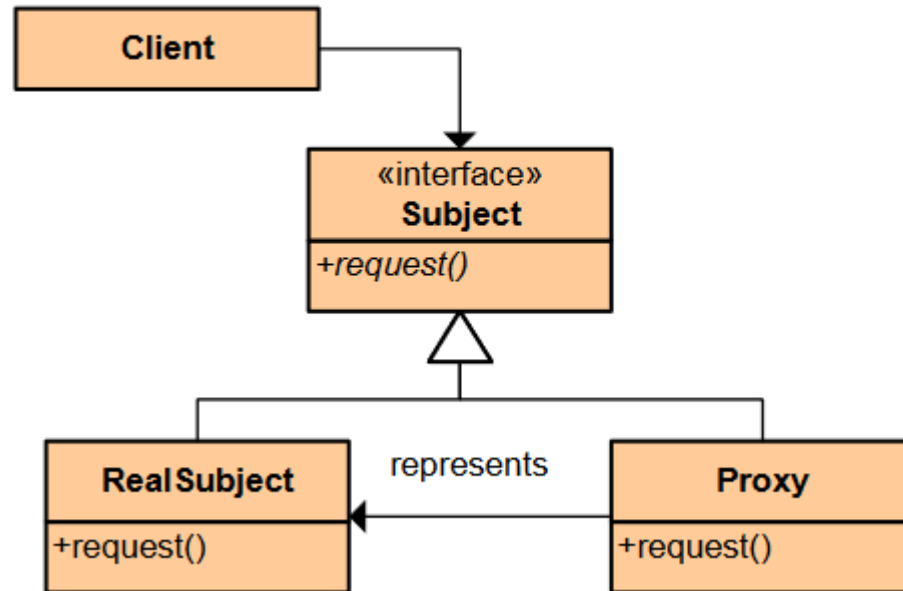 Client
«interface»
Subject
+request()
RealSubject
represents
Proxy
+request()
+request()